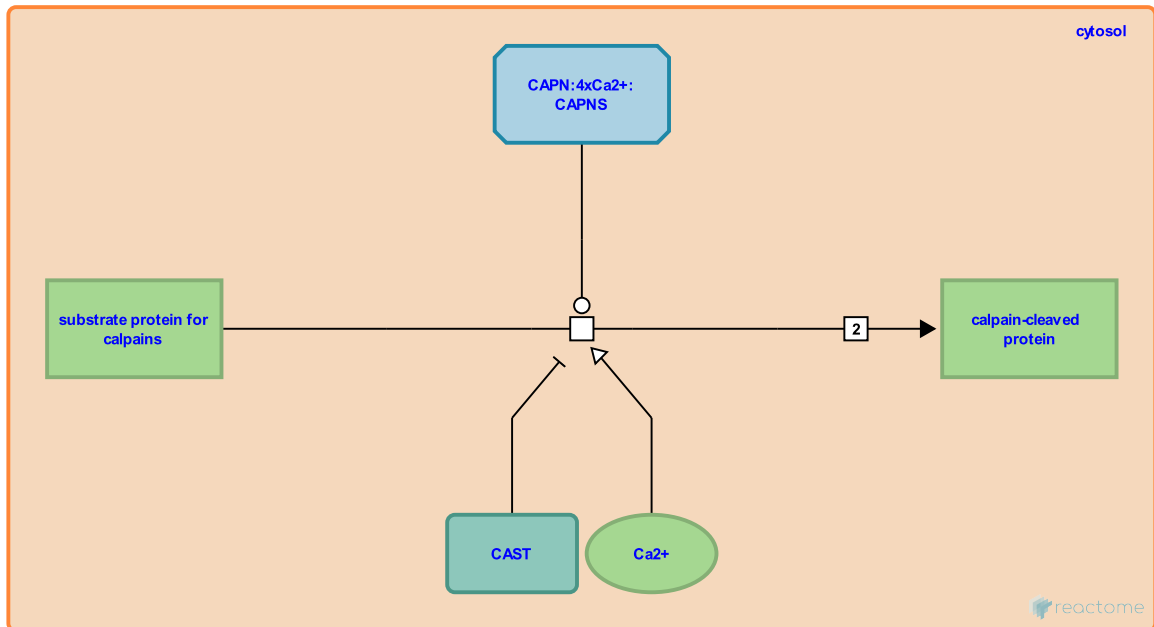 cytosol
CAPN:4xCa2+:
CAPNS
substrate protein for
calpains
2
calpain-cleaved
protein
CAST
Ca2+
reactome